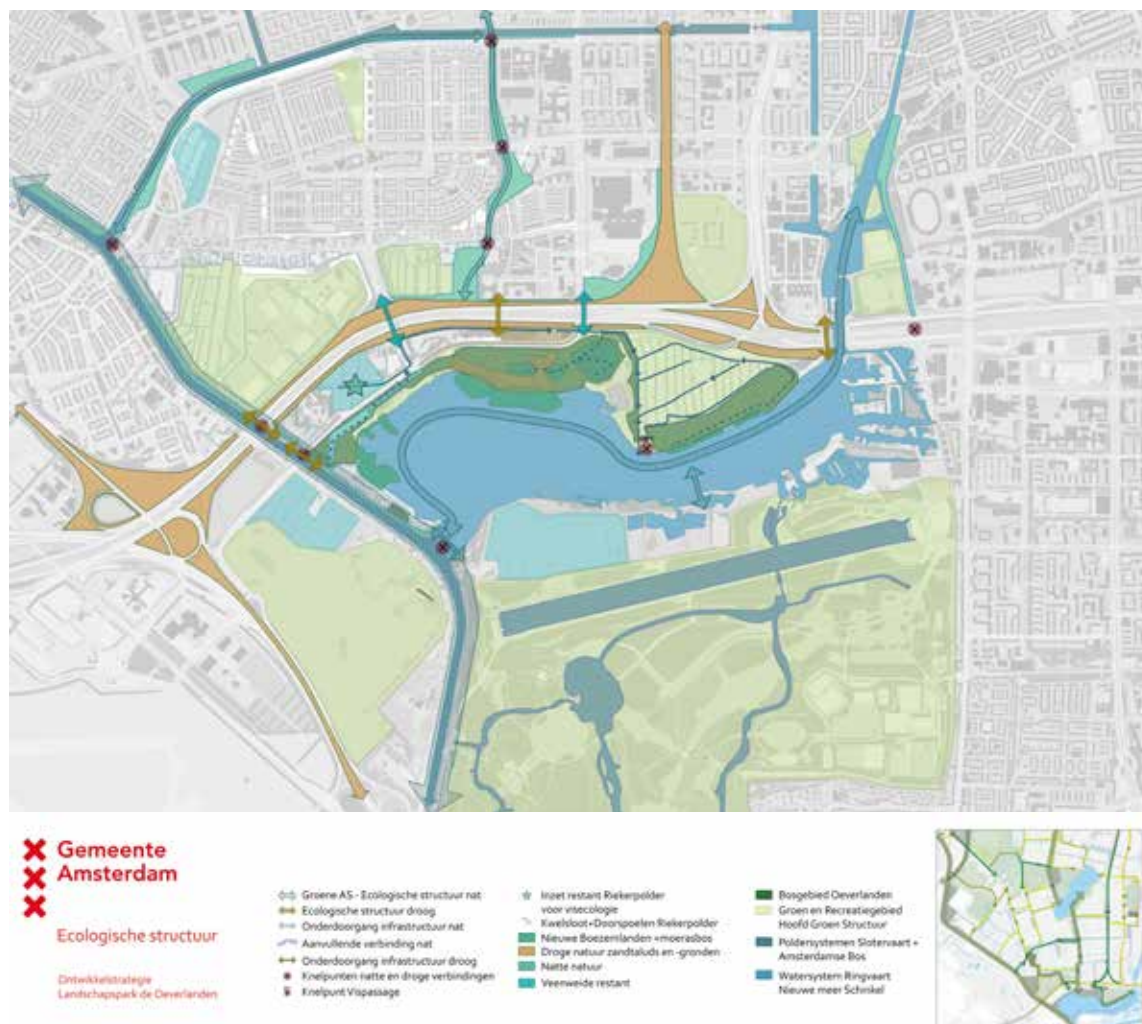 Gemeente
Amsterdam
Ecologische structuur
Ontwikkelstrategie
Landschapspark de Oeverlanden
Groene AS - Ecologische structuur nat
Ecologische structuur droog
Onderdoorgang infrastructuur nat
Aanvullende verbinding nat
Onderdoorgang infrastructuur droog
Knelpunten natte en droge verbindingen
Knelpunt Vispassage
Inzet restant Riekerpolder
voor visecologie
Kwelsloot+Doorspoelen Riekerpolder
Nieuwe Boezemlanden +moerasbos
Droge natuur zandtaluds en -gronden
Natte natuur
Veenweide restant
Bosgebied Oeverlanden
Groen en Recreatiegebied
Hoofd Groen Structuur
Poldersystemen Slotervaart +
Amsterdamse Bos
Watersystem Ringvaart
Nieuwe meer Schinkel